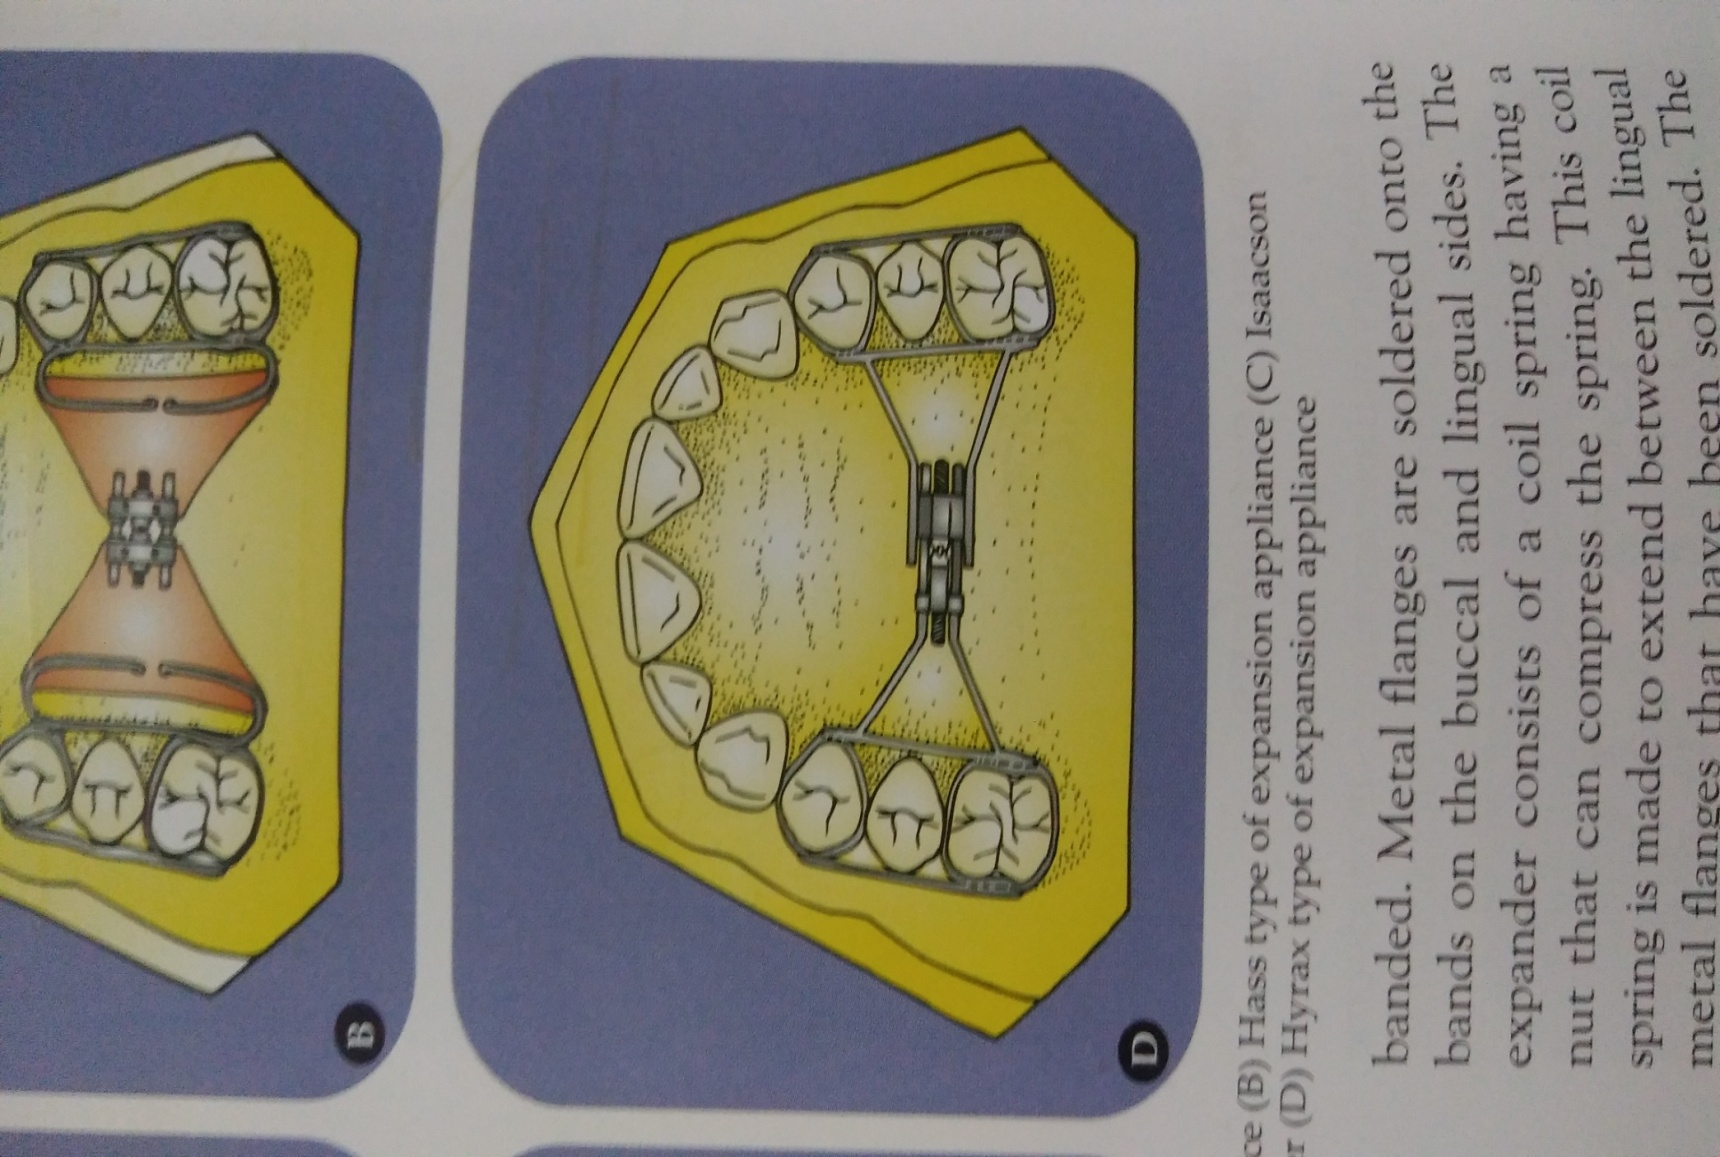 B
D
ce (B) Hass type of expansion appliance (C) Isaacson
r (D) Hyrax type of expansion appliance
banded. Metal flanges are soldered onto the
bands on the buccal and lingual sides. The
expander consists of a coil spring having a
nut that can compress the spring. This coil
spring is made to extend between the lingual
metal flanges that have been soldered. The